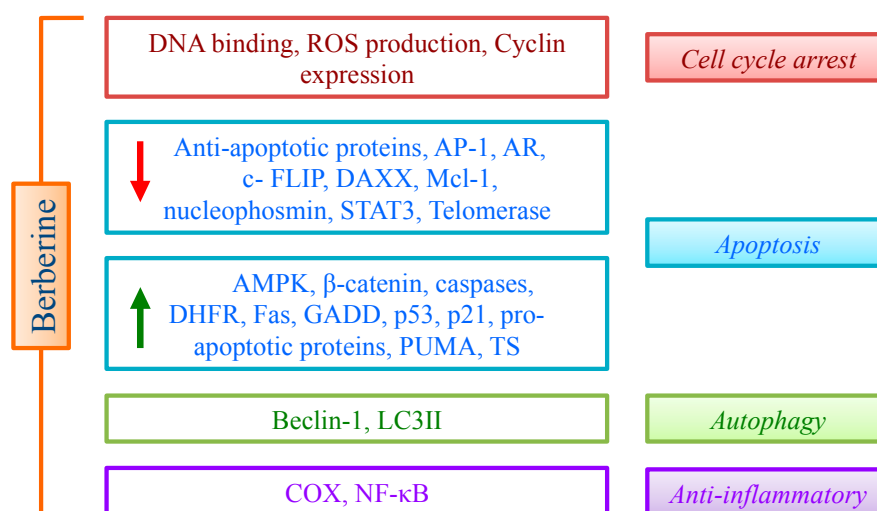 Berberine
DNA binding, ROS production, Cyclin
expression
Cell cycle arrest
Anti-apoptotic proteins, AP-1, AR,
c- FLIP, DAXX, Mcl-1,
nucleophosmin, STAT3, Telomerase
Apoptosis
AMPK, β-catenin, caspases,
DHFR, Fas, GADD, p53, p21, pro-
apoptotic proteins, PUMA, TS
Beclin-1, LC3II
Autophagy
COX, NF-κB
Anti-inflammatory